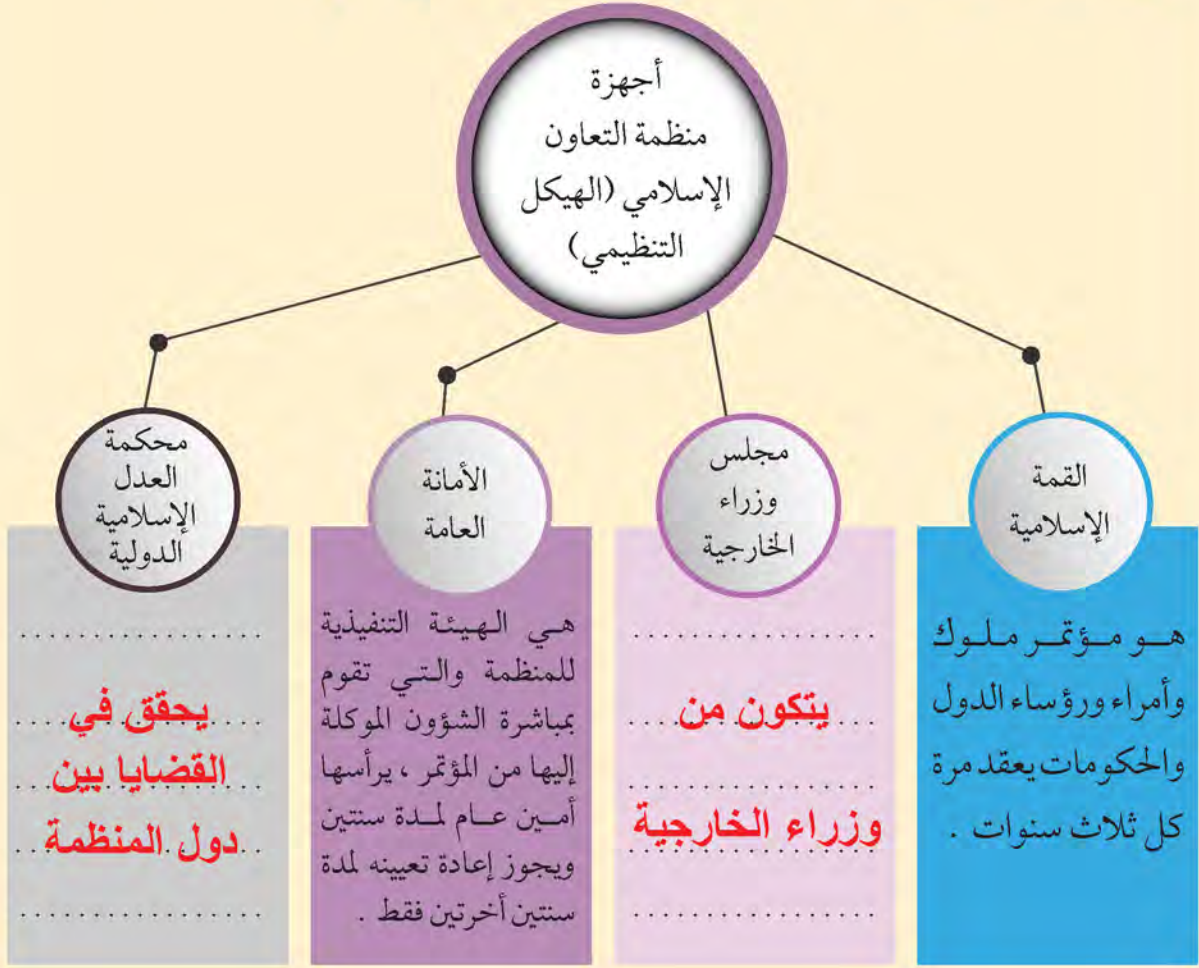 أجهزة
منظمة التعاون
الإسلامي (الهيكل
التنظيمي)
القمة
الإسلامية
هو مؤتمر ملوك
وأمراء ورؤساء الدول
والحكومات يعقد مرة
كل ثلاث سنوات .
مجلس
وزراء
الخارجية
يتكون من
وزراء الخارجية
الأمانة
العامة
هي الهيئة التنفيذية
للمنظمة والتي تقوم
بمباشرة الشؤون الموكلة
إليها من المؤتمر ، يرأسها
أمين عام لمدة سنتين
ويجوز إعادة تعيينه لمدة
سنتين أخرتين فقط .
محكمة
العدل
الإسلامية
الدولية
يحقق في
القضايا بين
دول المنظمة